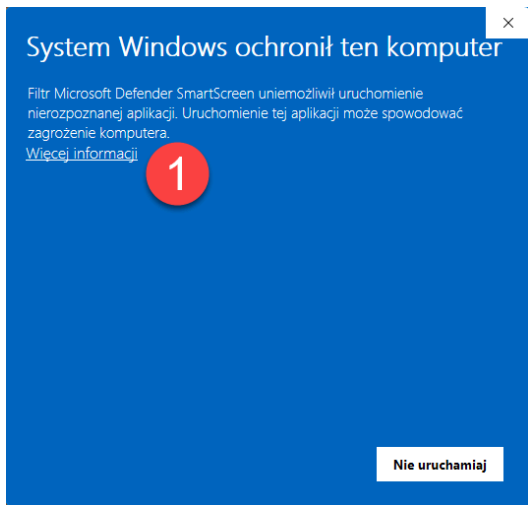 System Windows ochronił ten komputer
Filtr Microsoft Defender SmartScreen uniemożliwił uruchomienie
nierozpoznanej aplikacji. Uruchomienie tej aplikacji może spowodować
zagrożenie komputera.
Więcej informacji
1
Nie uruchamiaj